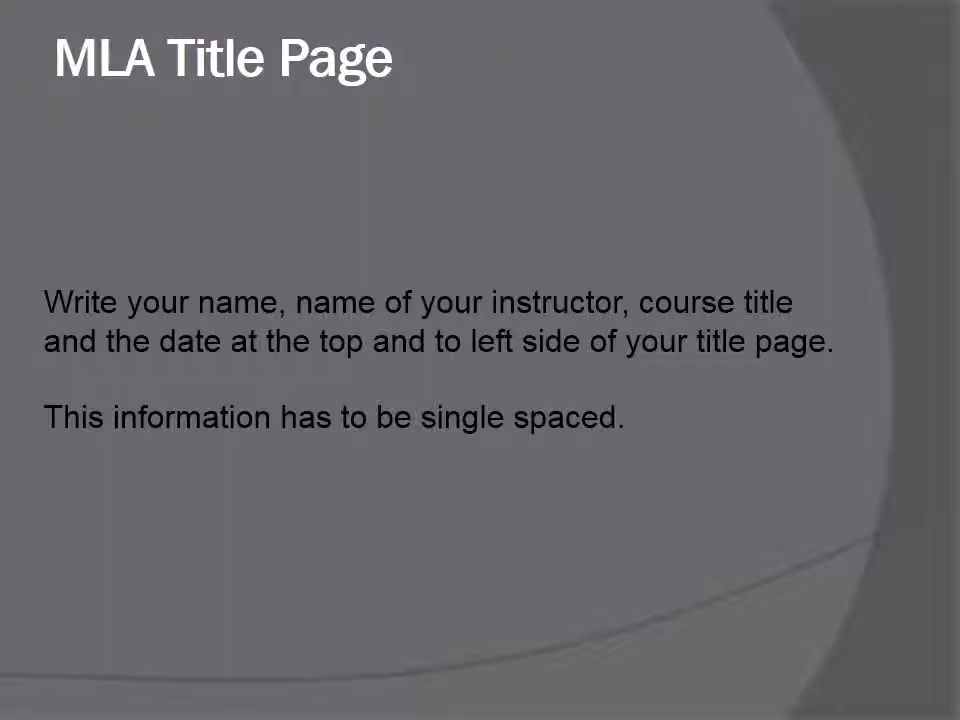 MLA Title Page
Write your name, name of your instructor, course title
and the date at the top and to left side of your title page.
This information has to be single spaced.